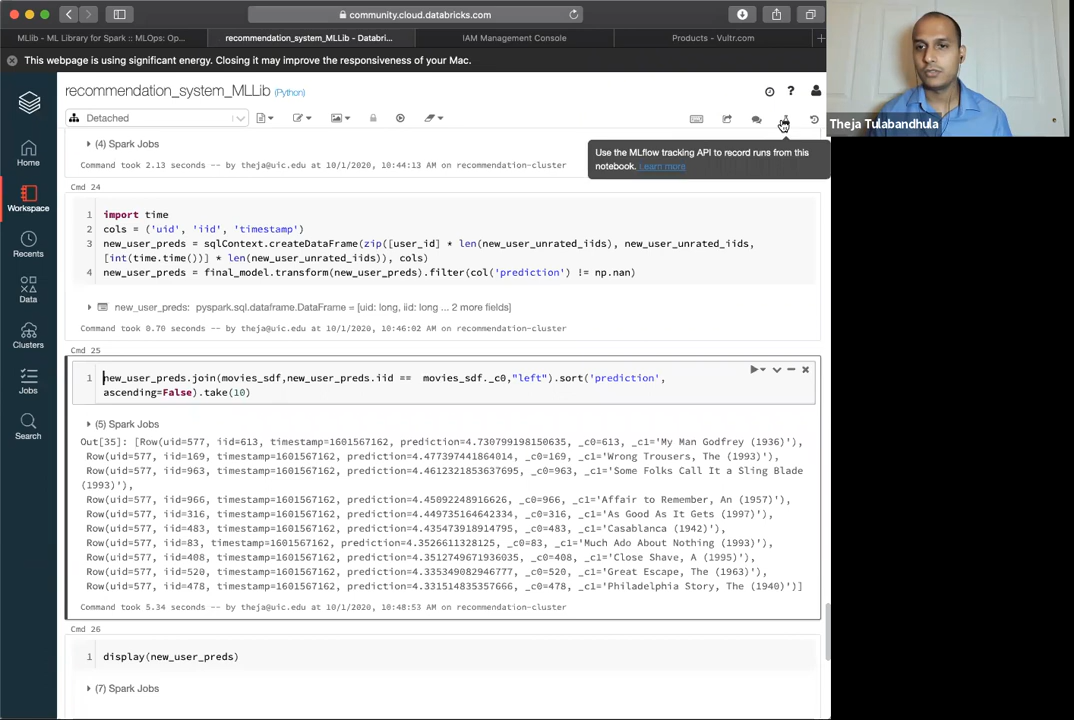 community.cloud.databricks.com
MLlib - ML Library for Spark :: MLOps: Op...
recommendation_system_MLLib - Databri...
IAM Management Console
Products - Vultr.com
This webpage is using significant energy. Closing it may improve the responsiveness of your Mac.
recommendation_system_MLLib (Python)
Detached
Theja Tulabandhula
Use the MLflow tracking API to record runs from this
notebook. Learn more
Home
Workspace
Recents
Data
Clusters
Jobs
Search
(4) Spark Jobs
Command took 2.13 seconds -- by theja@uic.edu at 10/1/2020, 10:44:13 AM on recommendation-cluster
Cmd 24
1 import time
2 cols = ('uid', 'iid', 'timestamp')
3 new_user_preds = sqlContext.createDataFrame(zip([user_id] * len(new_user_unrated_iids), new_user_unrated_iids,
[int(time.time())] * len(new_user_unrated_iids)), cols)
4 new_user_preds = final_model.transform(new_user_preds).filter(col('prediction') != np.nan)
new_user_preds: pyspark.sql.dataframe.DataFrame = [uid: long, iid: long ... 2 more fields]
Command took 0.70 seconds -- by theja@uic.edu at 10/1/2020, 10:46:02 AM on recommendation-cluster
Cmd 25
1 new_user_preds.join(movies_sdf,new_user_preds.iid == movies_sdf._c0,"left").sort('prediction',
ascending=False).take(10)
(5) Spark Jobs
Out[35]: [Row(uid=577, iid=613, timestamp=1601567162, prediction=4.730799198150635, _c0=613, _c1='My Man Godfrey (1936)'),
Row(uid=577, iid=169, timestamp=1601567162, prediction=4.477397441864014, _c0=169, _c1='Wrong Trousers, The (1993)'),
Row(uid=577, iid=963, timestamp=1601567162, prediction=4.4612321853637695, _c0=963, _c1='Some Folks Call It a Sling Blade
(1993)'),
Row(uid=577, iid=966, timestamp=1601567162, prediction=4.45092248916626, _c0=966, _c1='Affair to Remember, An (1957)'),
Row(uid=577, iid=316, timestamp=1601567162, prediction=4.449735164642334, _c0=316, _c1='As Good As It Gets (1997)'),
Row(uid=577, iid=483, timestamp=1601567162, prediction=4.435473918914795, _c0=483, _c1='Casablanca (1942)'),
Row(uid=577, iid=83, timestamp=1601567162, prediction=4.3526611328125, _c0=83, _c1='Much Ado About Nothing (1993)'),
Row(uid=577, iid=408, timestamp=1601567162, prediction=4.3512749671936035, _c0=408, _c1='Close Shave, A (1995)'),
Row(uid=577, iid=520, timestamp=1601567162, prediction=4.335349082946777, _c0=520, _c1='Great Escape, The (1963)'),
Row(uid=577, iid=478, timestamp=1601567162, prediction=4.331514835357666, _c0=478, _c1='Philadelphia Story, The (1940)')]
Command took 5.34 seconds -- by theja@uic.edu at 10/1/2020, 10:48:53 AM on recommendation-cluster
Cmd 26
1 display(new_user_preds)
(7) Spark Jobs